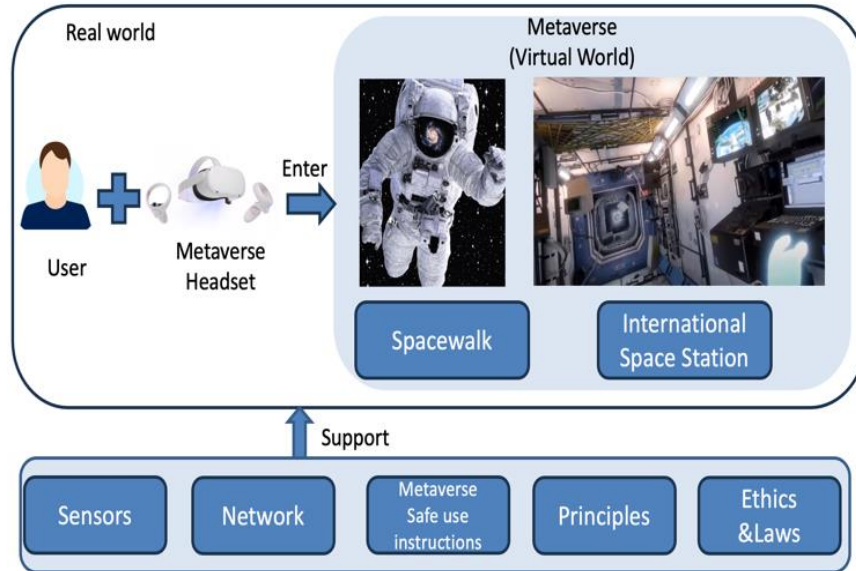 Real world
Metaverse
(Virtual World)
Enter
User
Metaverse
Headset
Spacewalk
International
Space Station
Support
Sensors
Network
Metaverse
Safe use
instructions
Principles
Ethics
&Laws